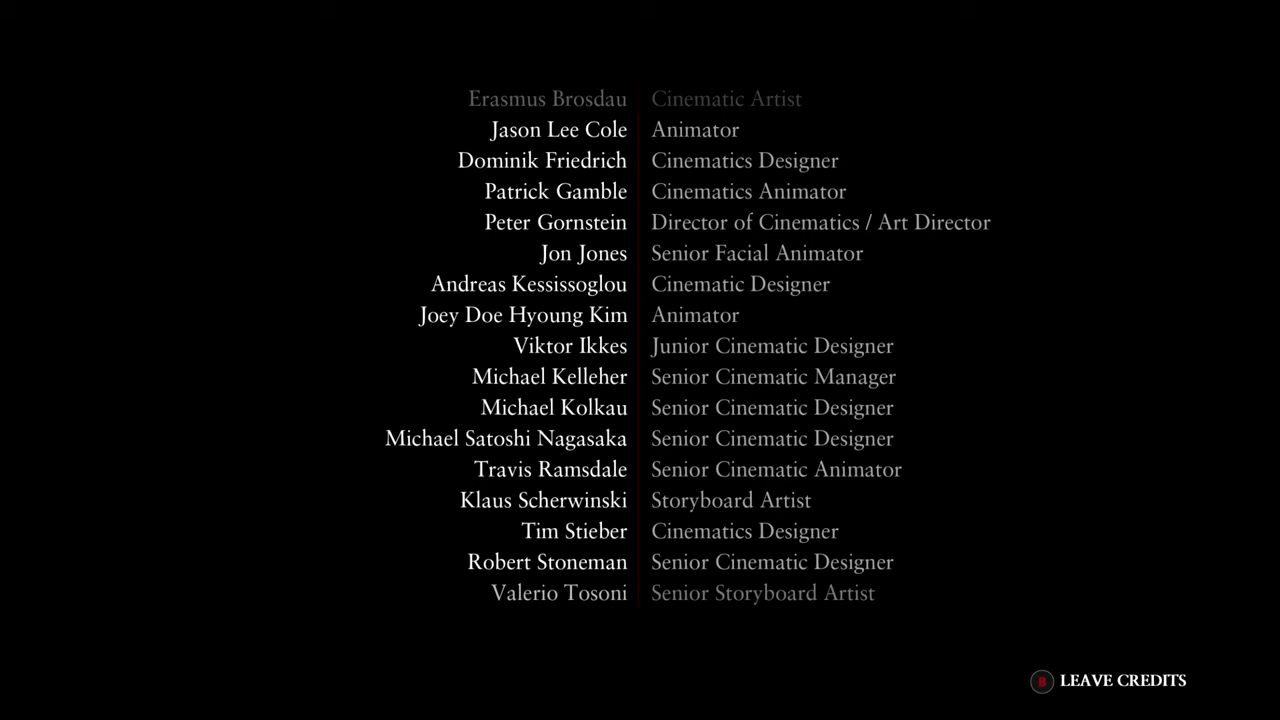 Erasmus Brosdau Cinematic Artist
Jason Lee Cole Animator
Dominik Friedrich Cinematics Designer
Patrick Gamble Cinematics Animator
Peter Gornstein Director of Cinematics / Art Director
Jon Jones Senior Facial Animator
Andreas Kessissoglou Cinematic Designer
Joey Doe Hyoung Kim Animator
Viktor Ikkes Junior Cinematic Designer
Michael Kelleher Senior Cinematic Manager
Michael Kolkau Senior Cinematic Designer
Michael Satoshi Nagasaka Senior Cinematic Designer
Travis Ramsdale Senior Cinematic Animator
Klaus Scherwinski Storyboard Artist
Tim Stieber Cinematics Designer
Robert Stoneman Senior Cinematic Designer
Valerio Tosoni Senior Storyboard Artist
B LEAVE CREDITS